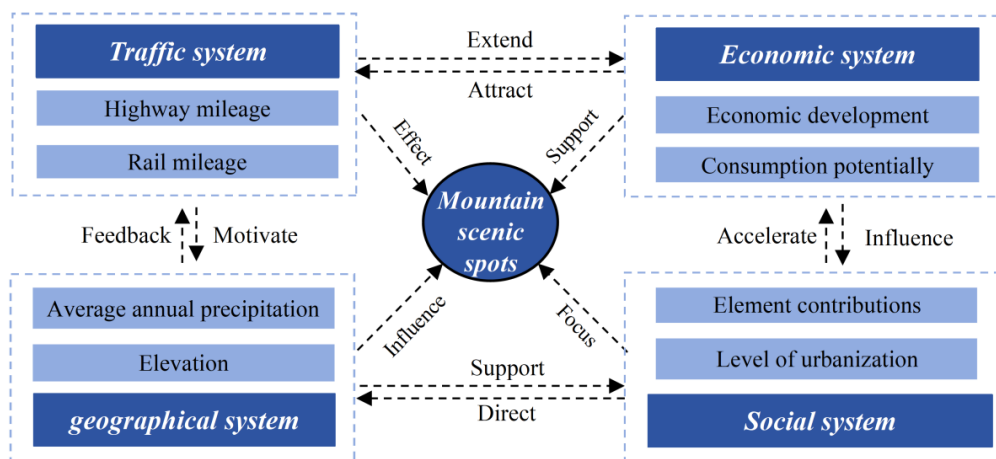 Traffic system
Highway mileage
Rail mileage
Extend
Attract
Economic system
Economic development
Consumption potentially
Effect
Support
Mountain
scenic
spots
Feedback
Motivate
Accelerate
Influence
Average annual precipitation
Elevation
geographical system
Influence
Focus
Support
Direct
Element contributions
Level of urbanization
Social system